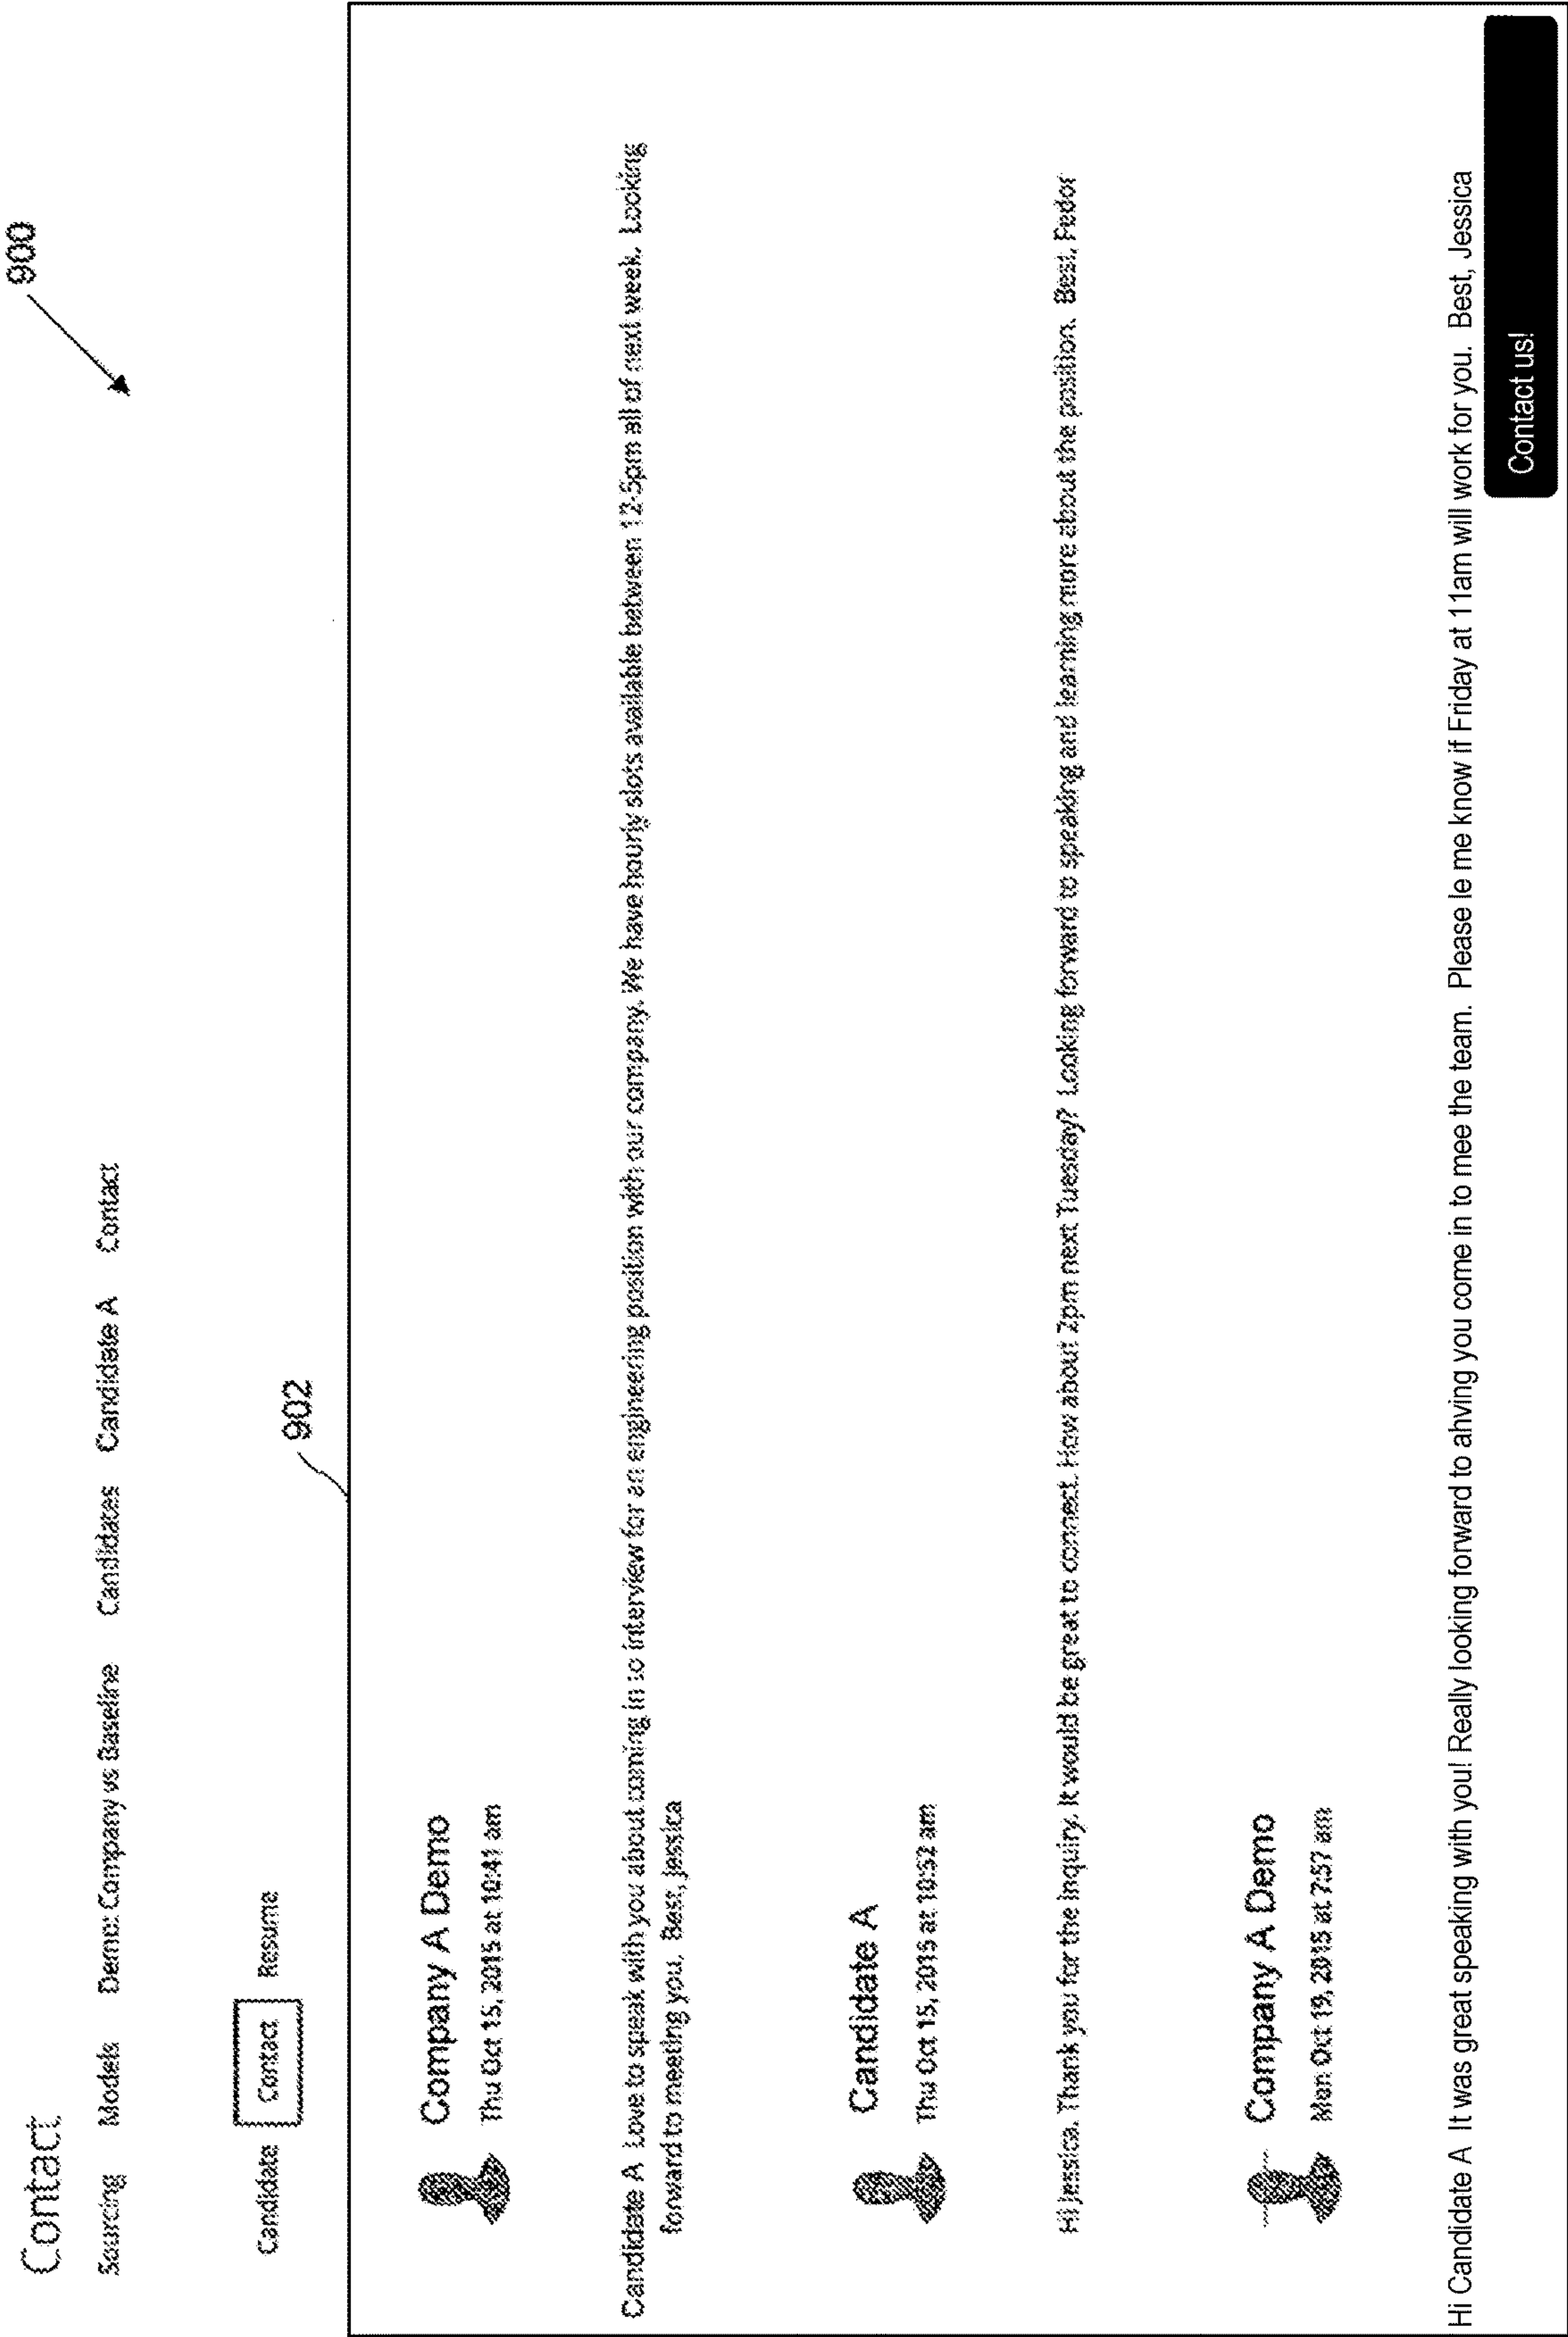 900
Contact
Sourcing Models Demo: Company vs Baseline Candidates Candidate A Contact
Candidate Contact Resume
902
Company A Demo
Thu Oct 15, 2015 at 10:41 am
Candidate A Love to speak with you about coming in to interview for an engineering position with our company. We have hourly slots available between 12-5pm all of next week. Looking
forward to meeting you. Best, Jessica
Candidate A
Thu Oct 15, 2015 at 10:52 am
Hi Jessica. Thank you for the inquiry. It would be great to connect. How about 2pm next Tuesday? Looking forward to speaking and learning more about the position. Best, Fedor
Company A Demo
Mon Oct 19, 2015 at 7:57 am
Hi Candidate A It was great speaking with you! Really looking forward to ahving you come in to mee the team. Please le me know if Friday at 11am will work for you. Best, Jessica
Contact us!